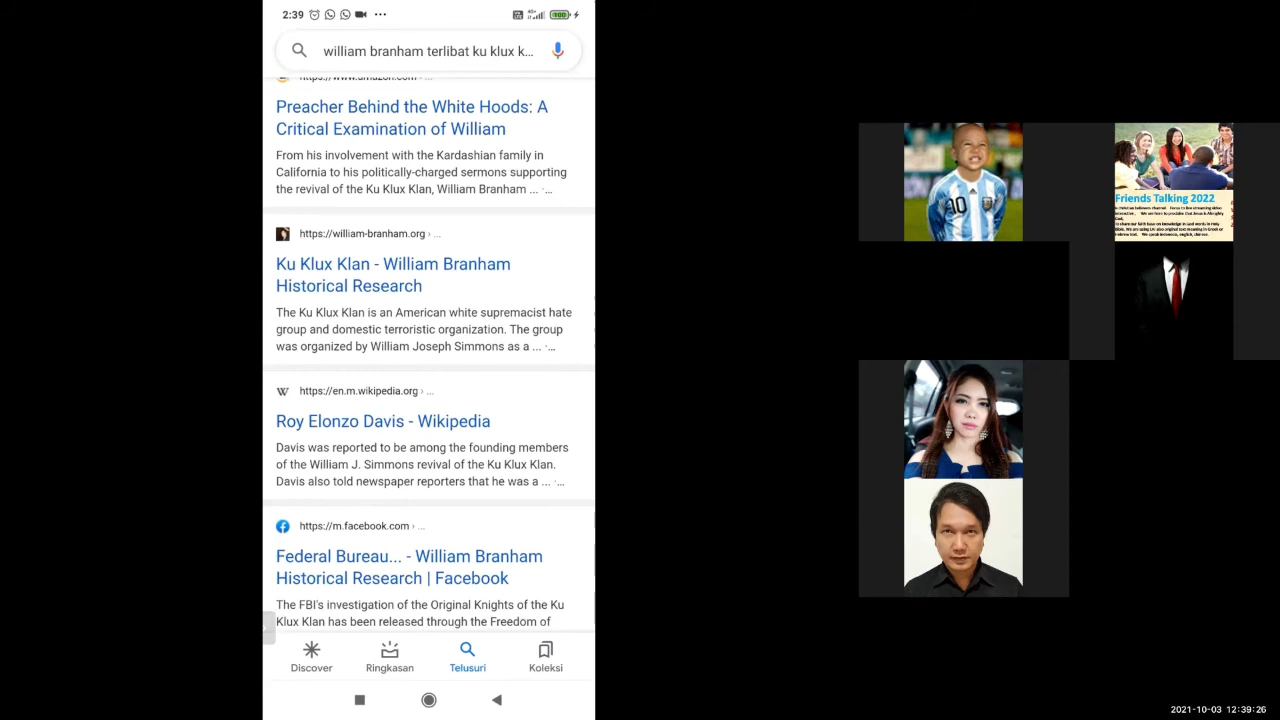 2:39
100
william branham terlibat ku klux k...
https://www.amazon.com › ...
Preacher Behind the White Hoods: A
Critical Examination of William
From his involvement with the Kardashian family in
California to his politically-charged sermons supporting
the revival of the Ku Klux Klan, William Branham ... ·...
https://william-branham.org › ...
Ku Klux Klan - William Branham
Historical Research
The Ku Klux Klan is an American white supremacist hate
group and domestic terroristic organization. The group
was organized by William Joseph Simmons as a ... ·...
https://en.m.wikipedia.org › ...
Roy Elonzo Davis - Wikipedia
Davis was reported to be among the founding members
of the William J. Simmons revival of the Ku Klux Klan.
Davis also told newspaper reporters that he was a ... ·...
https://m.facebook.com › ...
Federal Bureau... - William Branham
Historical Research | Facebook
The FBI's investigation of the Original Knights of the Ku
Klux Klan has been released through the Freedom of
Discover
Ringkasan
Telusuri
Koleksi
10
Friends Talking 2022
2021-10-03 12:39:26